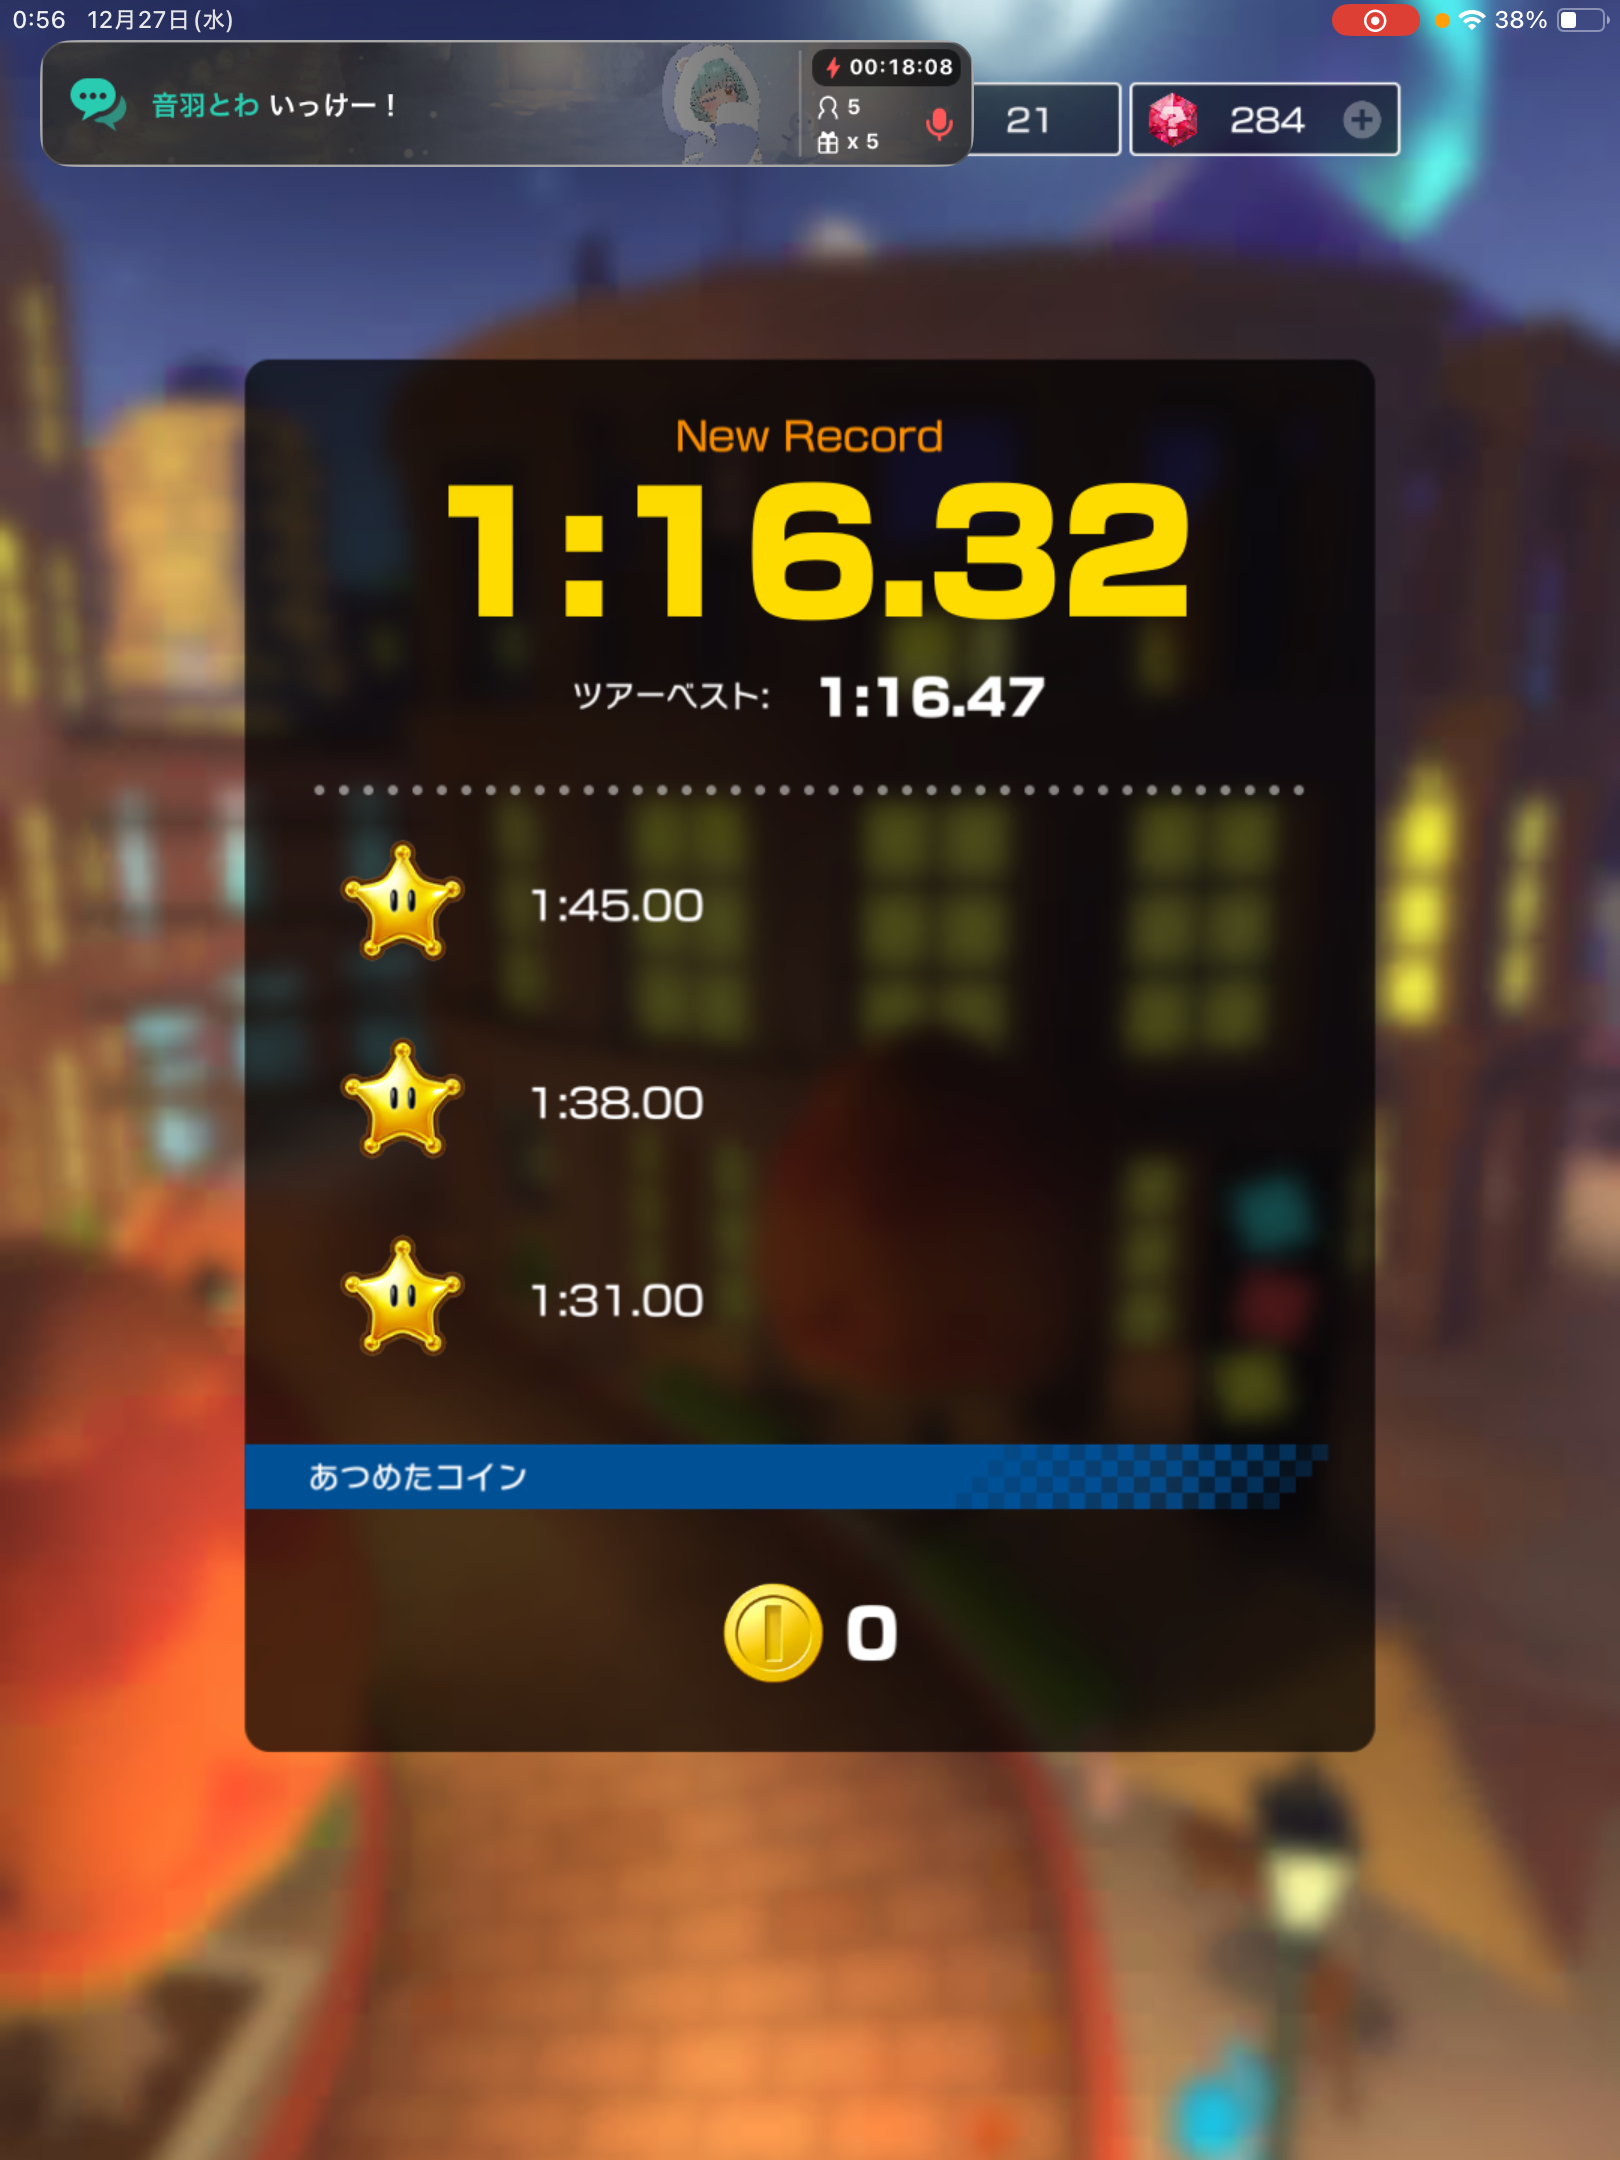 0:56 12月27日(水)
38%
音羽とわ いっけー！
00:18:08
5
x 5
21
284
New Record
1:16.32
ツアーベスト: 1:16.47
1:45.00
1:38.00
1:31.00
あつめたコイン
0